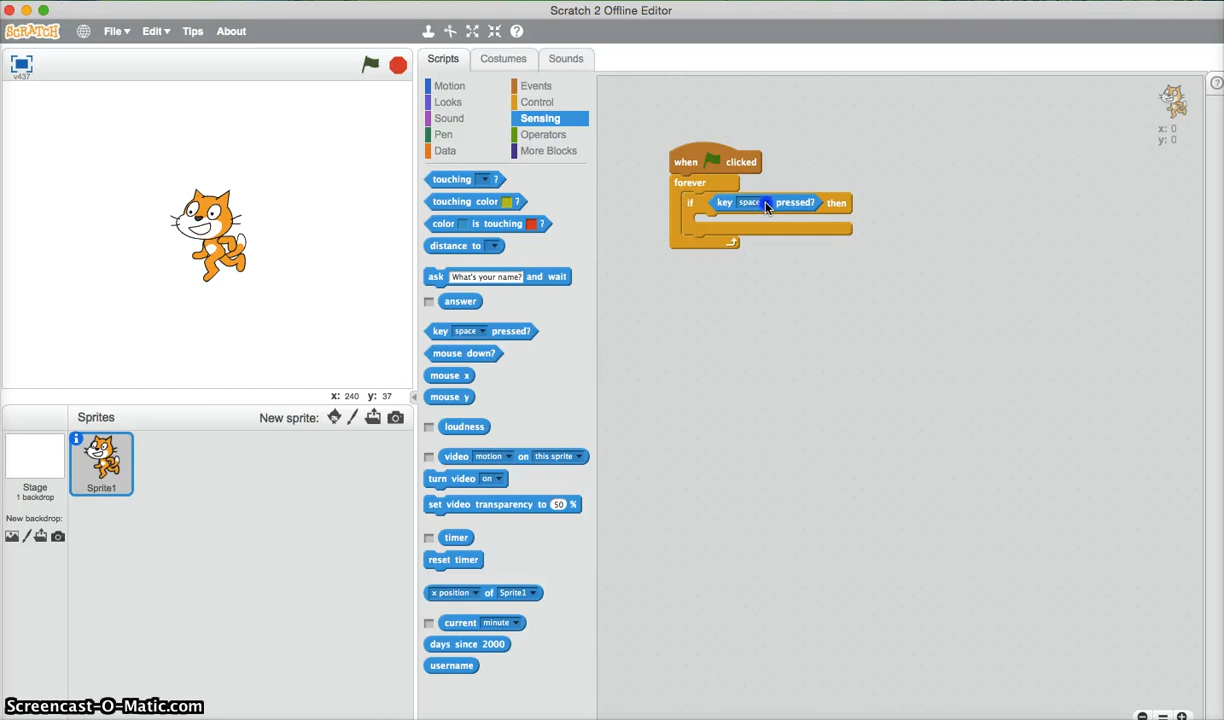 Scratch 2 Offline Editor
SCRATCH File Edit Tips About
v437
Scripts Costumes Sounds
Motion Events
Looks Control
Sound Sensing
Pen Operators
Data More Blocks
touching ?
touching color ?
color is touching ?
distance to
ask What's your name? and wait
answer
key space pressed?
mouse down?
mouse x
mouse y
loudness
video motion on this sprite
turn video on
set video transparency to 50 %
timer
reset timer
x position of Sprite1
current minute
days since 2000
username
when clicked
forever
if key space pressed? then
x: 0
y: 0
x: 240 y: 37
Sprites New sprite:
Stage
1 backdrop
New backdrop:
Sprite1
Screencast-O-Matic.com